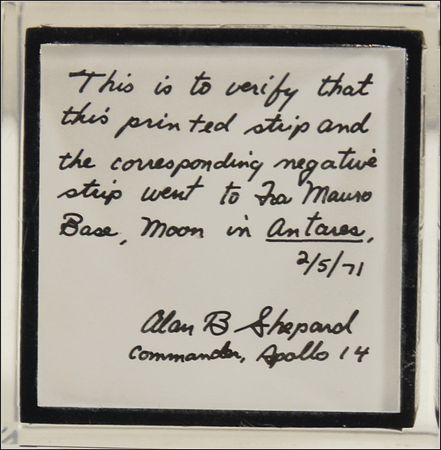 This is to verify that
this printed strip and
the corresponding negative
strip went to Fra Mauro
Base, Moon in Antares,
2/5/71
Alan B Shepard
Commander, Apollo 14